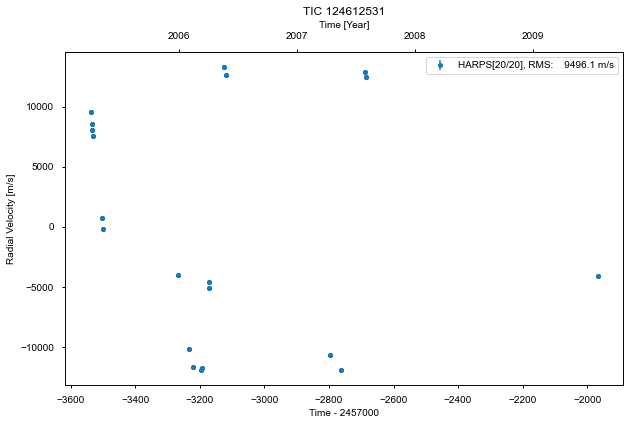 TIC 124612531
Time [Year]
2006 2007 2008 2009
HARPS[20/20], RMS: 9496.1 m/s
10000
5000
0
−5000
−10000
Radial Velocity [m/s]
−3600 −3400 −3200 −3000 −2800 −2600 −2400 −2200 −2000
Time - 2457000